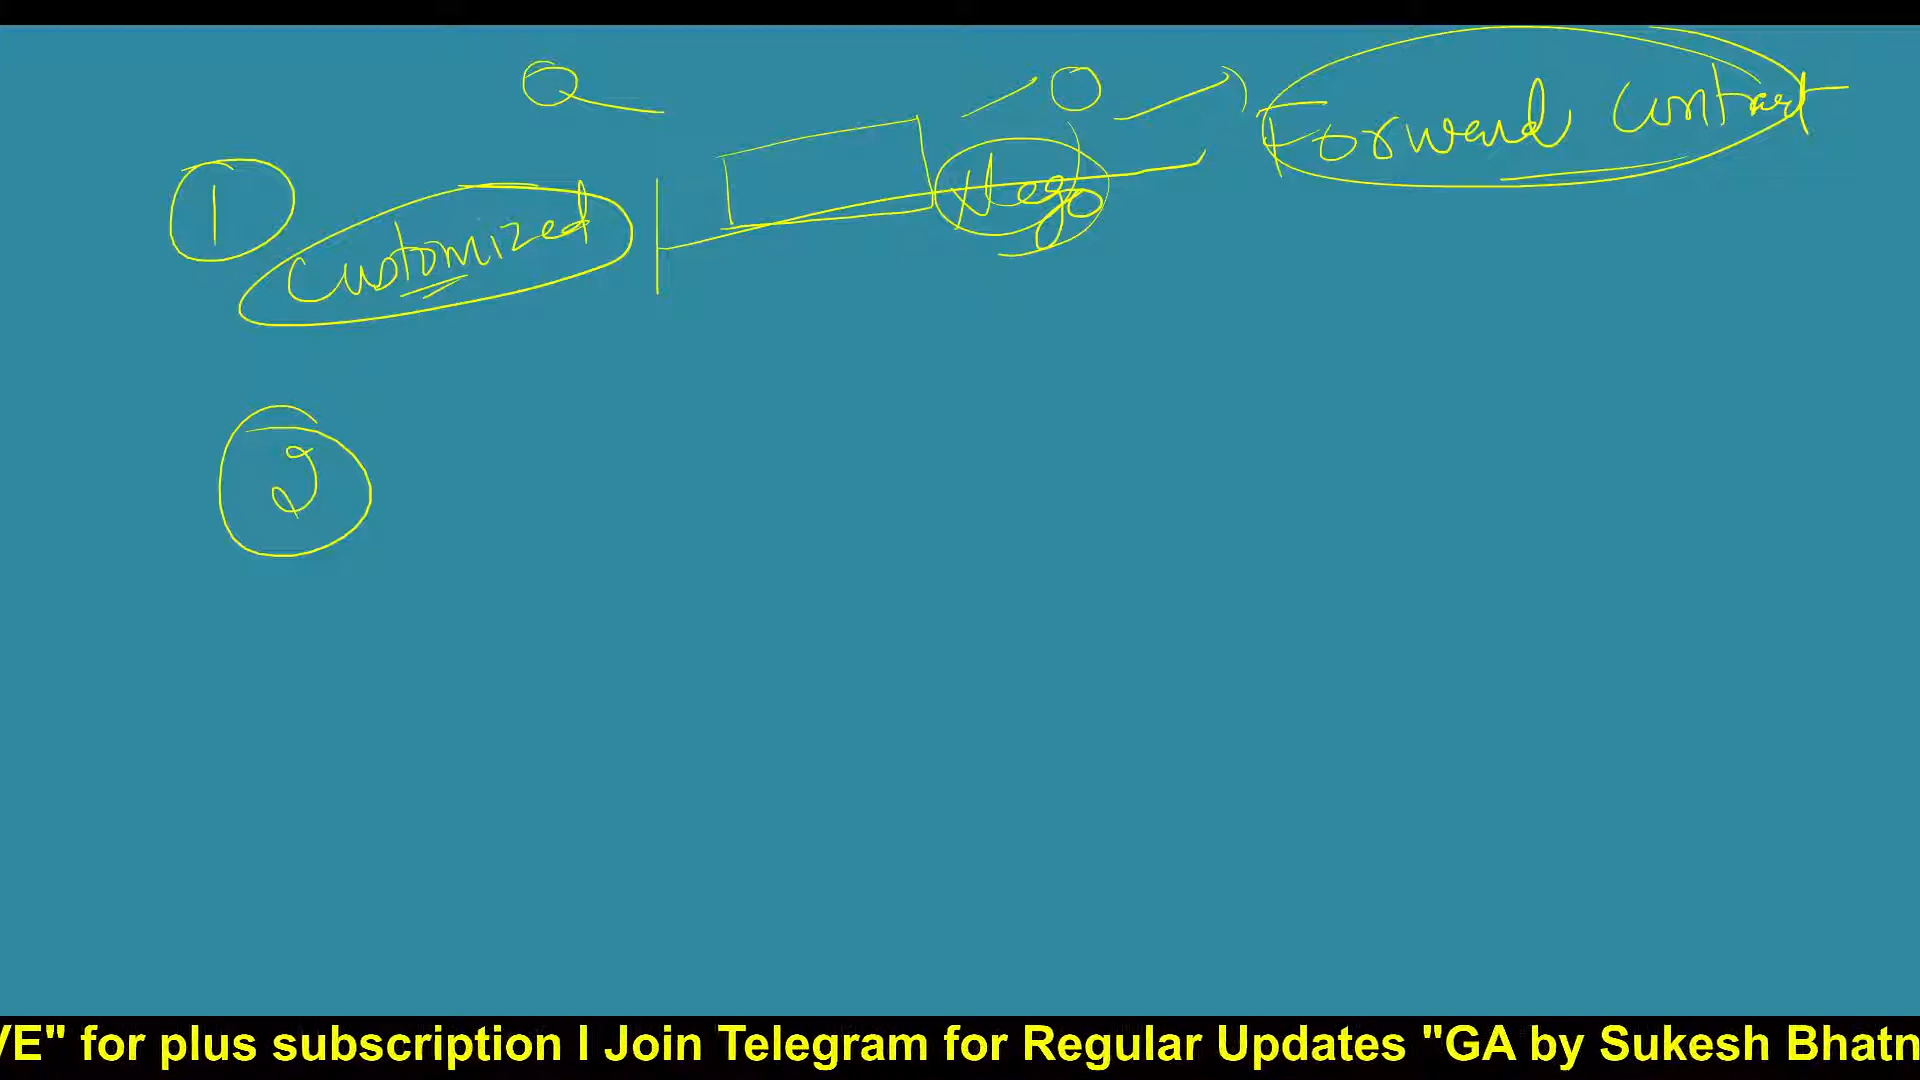 Forward contract
Nego
1
Customized
2
VE" for plus subscription I Join Telegram for Regular Updates "GA by Sukesh Bhatn